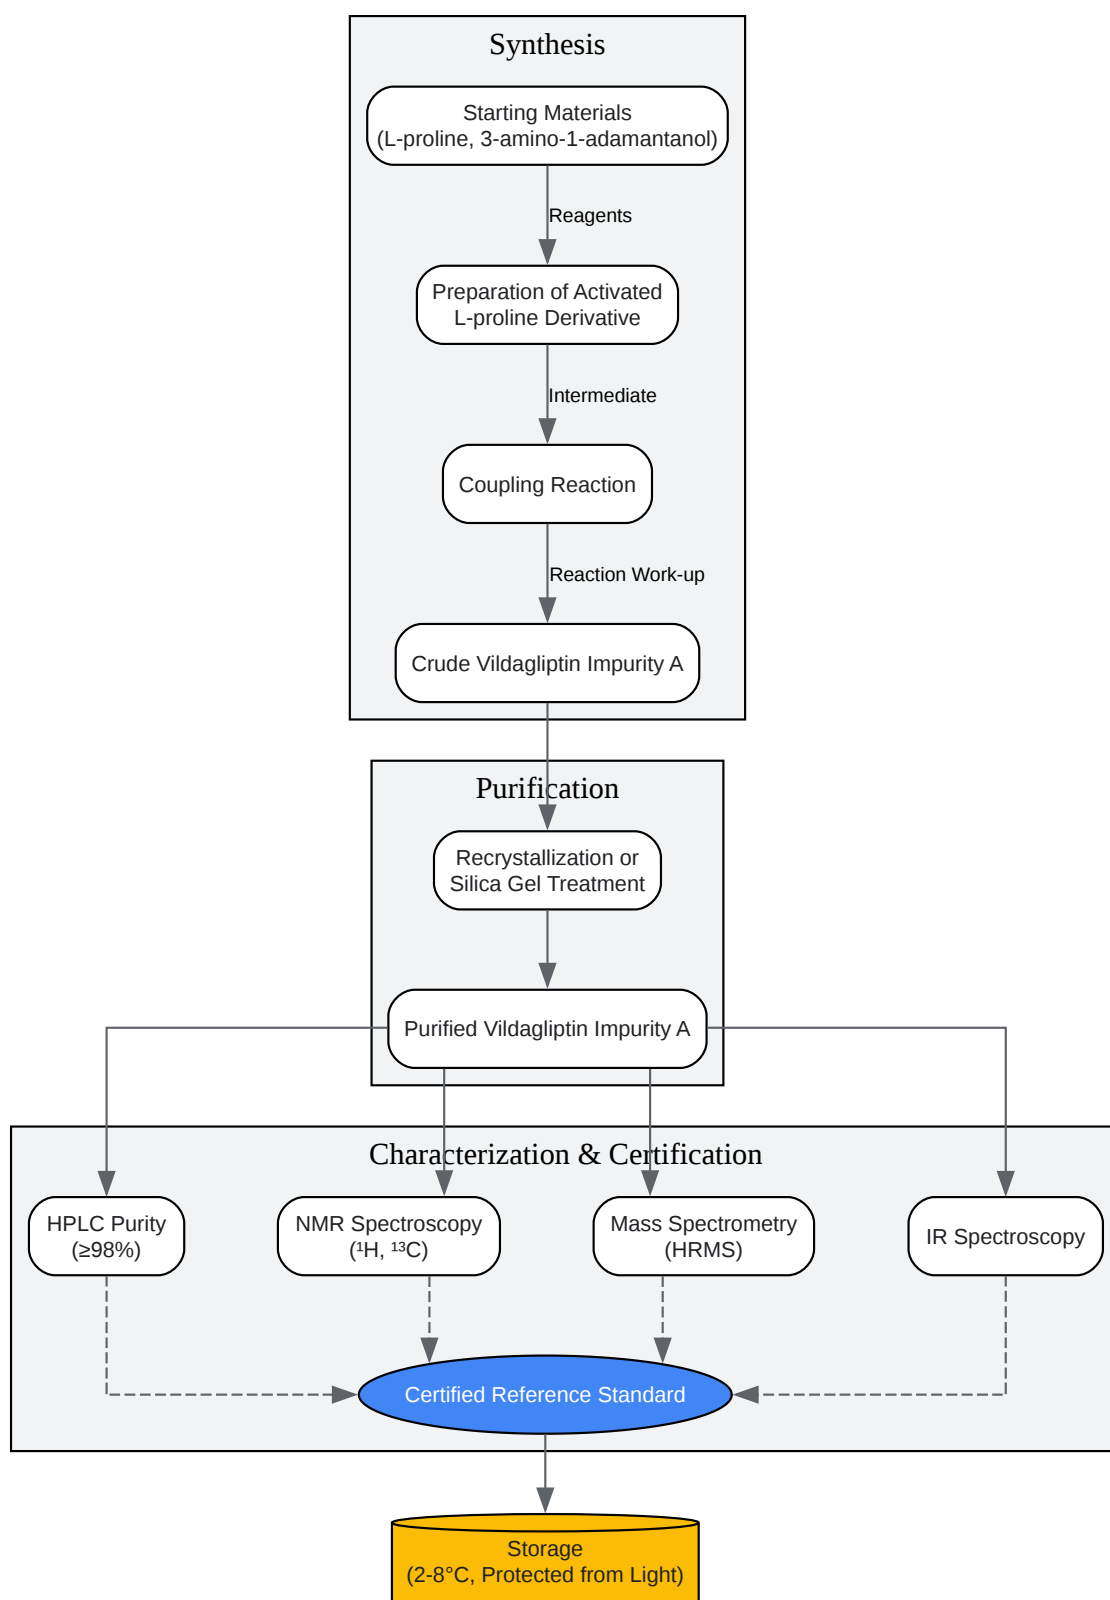 Synthesis
Starting Materials
(L-proline, 3-amino-1-adamantanol)
Reagents
Preparation of Activated
L-proline Derivative
Intermediate
Coupling Reaction
Reaction Work-up
Crude Vildagliptin Impurity A
Purification
Recrystallization or
Silica Gel Treatment
Purified Vildagliptin Impurity A
Characterization & Certification
HPLC Purity
(≥98%)
NMR Spectroscopy
(¹H, ¹³C)
Mass Spectrometry
(HRMS)
IR Spectroscopy
Certified Reference Standard
Storage
(2-8°C, Protected from Light)